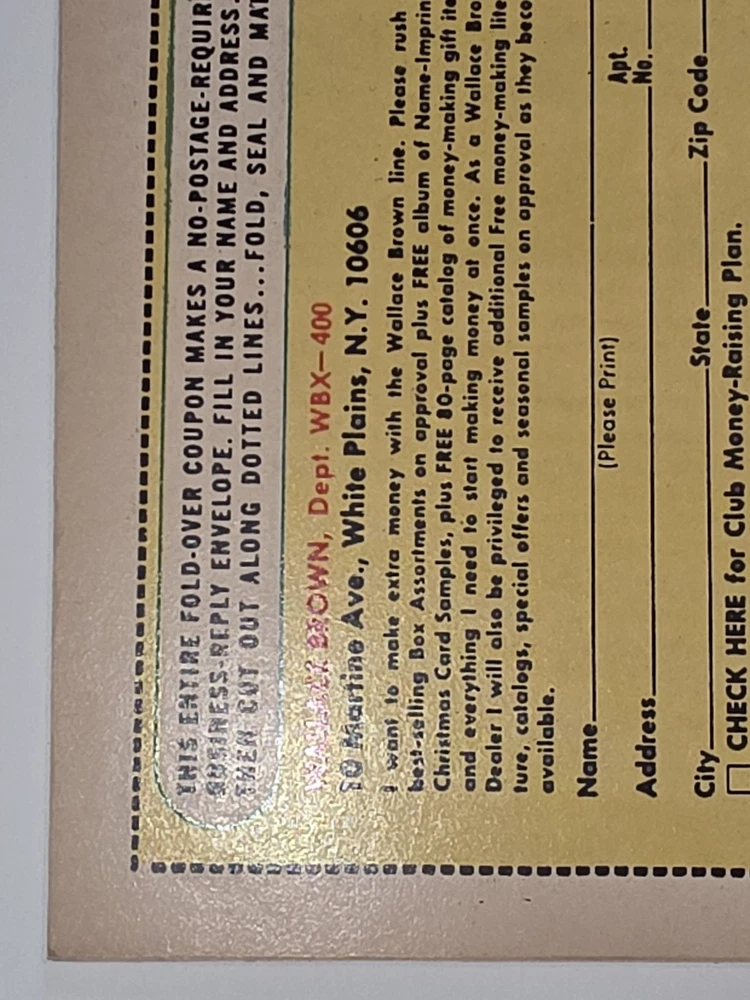 THIS ENTIRE FOLD-OVER COUPON MAKES A NO-POSTAGE-REQUIR
BUSINESS-REPLY ENVELOPE. FILL IN YOUR NAME AND ADDRESS.
THEN CUT OUT ALONG DOTTED LINES...FOLD, SEAL AND MAI
WALLACE BROWN, Dept. WBX-400
10 Martine Ave., White Plains, N.Y. 10606
I want to make extra money with the Wallace Brown line. Please rush
best-selling Box Assortments on approval plus FREE album of Name-Imprin
Christmas Card Samples, plus FREE 80-page catalog of money-making gift ite
and everything I need to start making money at once. As a Wallace Bro
Dealer I will also be privileged to receive additional Free money-making lite
ture, catalogs, special offers and seasonal samples on approval as they beco
available.
Name
(Please Print)
Apt.
Address No.
City State Zip Code
CHECK HERE for Club Money-Raising Plan.